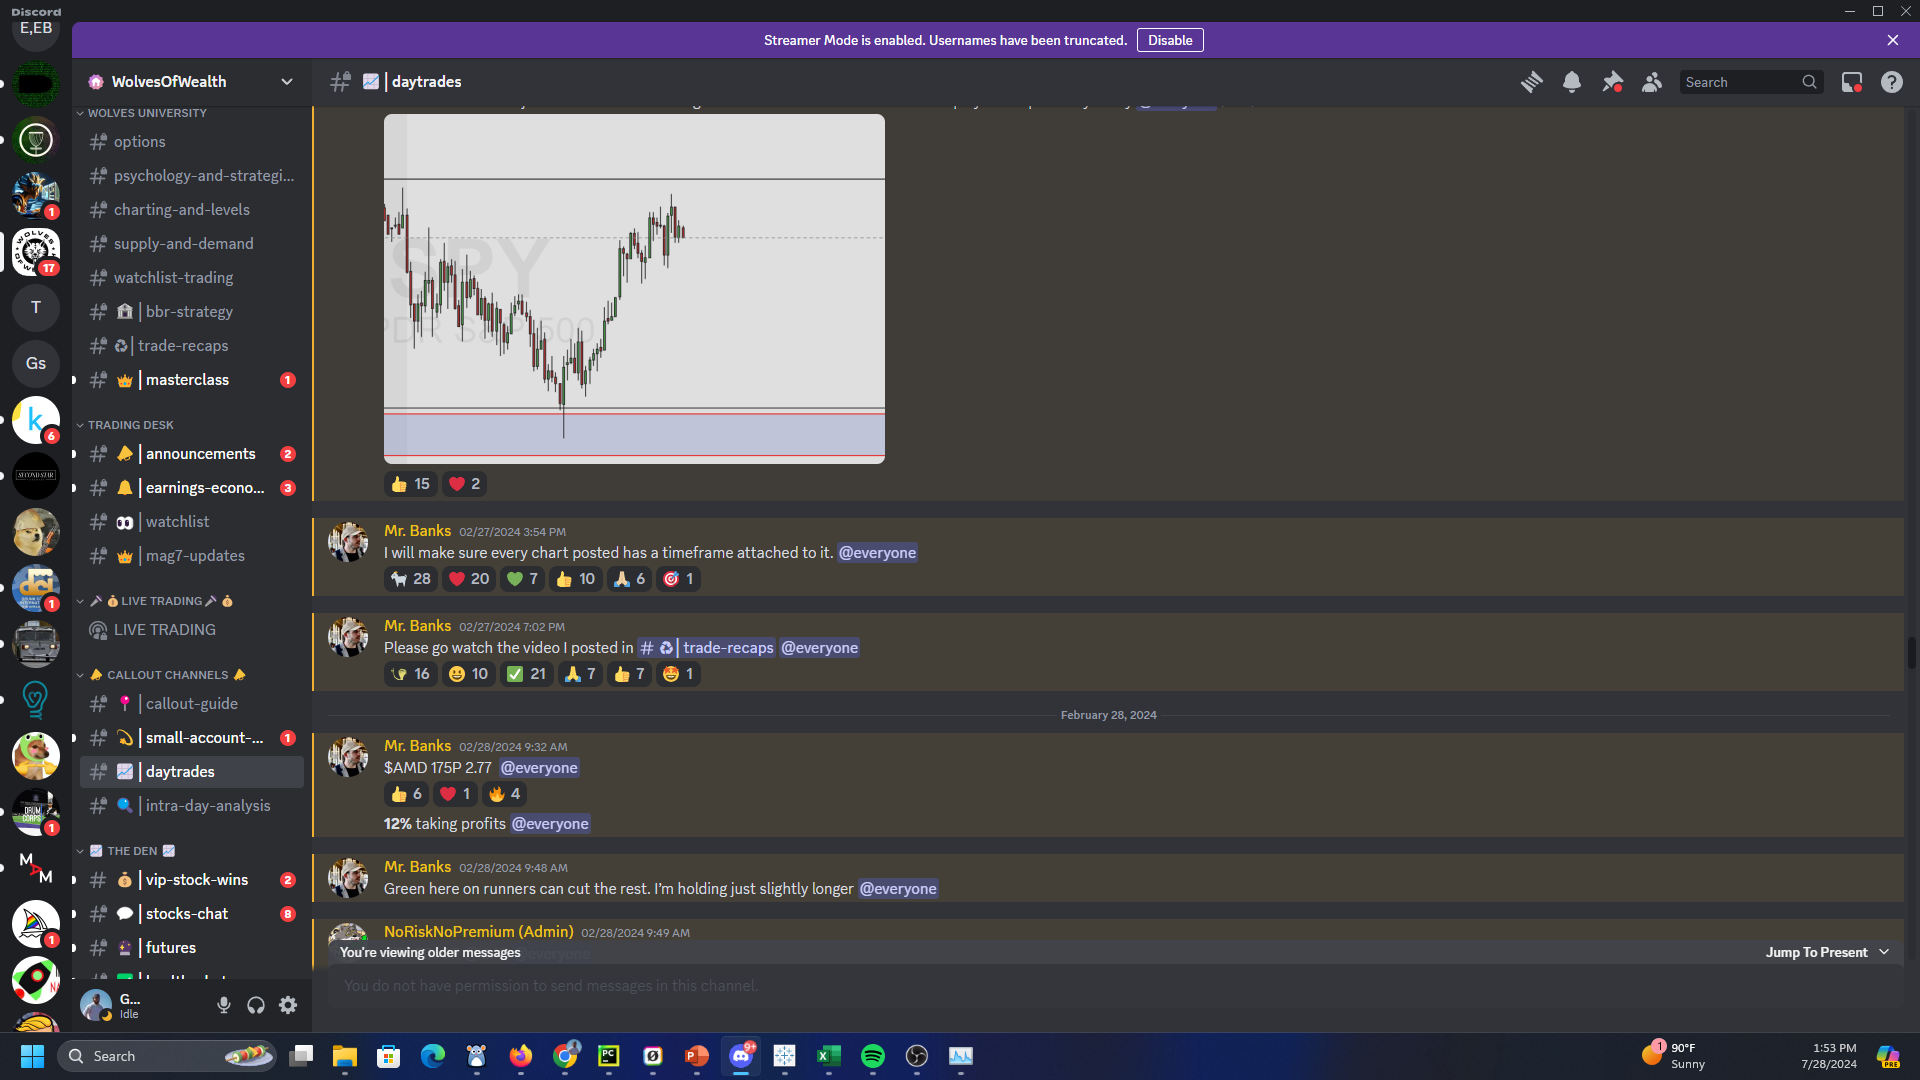 Discord
E,EB
Streamer Mode is enabled. Usernames have been truncated.
Disable
WolvesOfWealth
daytrades
Search
WOLVES UNIVERSITY
options
psychology-and-strategi...
charting-and-levels
supply-and-demand
watchlist-trading
bbr-strategy
trade-recaps
masterclass
1
TRADING DESK
announcements
2
earnings-econo...
3
watchlist
mag7-updates
LIVE TRADING
LIVE TRADING
CALLOUT CHANNELS
callout-guide
small-account-...
1
daytrades
intra-day-analysis
THE DEN
vip-stock-wins
2
stocks-chat
8
futures
1
17
T
Gs
k
6
SECOND STAR
1
DRUM CORPS
1
M A M
1
G...
Idle
SPY
PDR S&P 500
15
2
Mr. Banks 02/27/2024 3:54 PM
I will make sure every chart posted has a timeframe attached to it. @everyone
28 20 7 10 6 1
Mr. Banks 02/27/2024 7:02 PM
Please go watch the video I posted in # trade-recaps @everyone
16 10 21 7 7 1
February 28, 2024
Mr. Banks 02/28/2024 9:32 AM
$AMD 175P 2.77 @everyone
6 1 4
12% taking profits @everyone
Mr. Banks 02/28/2024 9:48 AM
Green here on runners can cut the rest. I'm holding just slightly longer @everyone
NoRiskNoPremium (Admin) 02/28/2024 9:49 AM
You're viewing older messages
Jump To Present
You do not have permission to send messages in this channel.
Search
PC
9+
1
90°F
Sunny
1:53 PM
7/28/2024
PRE